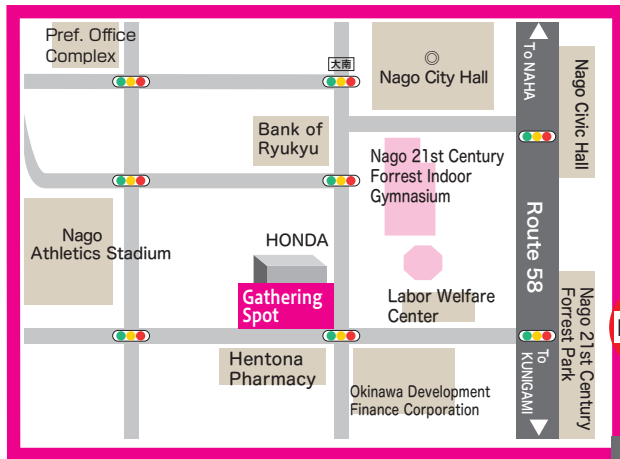 Pref. Office
Complex
大南
Nago City Hall
To NAHA
Nago Civic Hall
Bank of
Ryukyu
Nago 21st Century
Forrest Indoor
Gymnasium
Nago
Athletics Stadium
HONDA
Route 58
Gathering
Spot
Labor Welfare
Center
Nago 21st Century
Forrest Park
Hentona
Pharmacy
Okinawa Development
Finance Corporation
To
KUNIGAMI